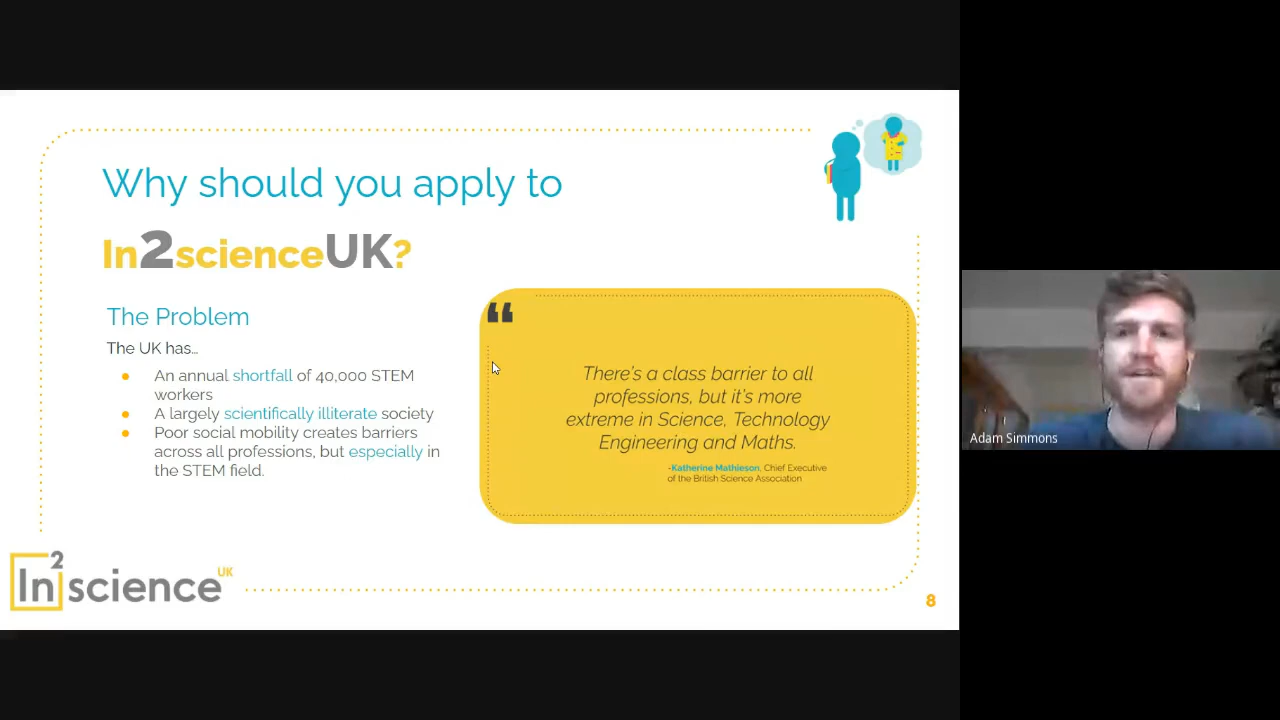 Why should you apply to
In2scienceUK?
The Problem
The UK has...
An annual shortfall of 40,000 STEM
workers
A largely scientifically illiterate society
Poor social mobility creates barriers
across all professions, but especially in
the STEM field.
“
There's a class barrier to all
professions, but it's more
extreme in Science, Technology
Engineering and Maths.
-Katherine Mathieson, Chief Executive
of the British Science Association
In2science UK
8
Adam Simmons